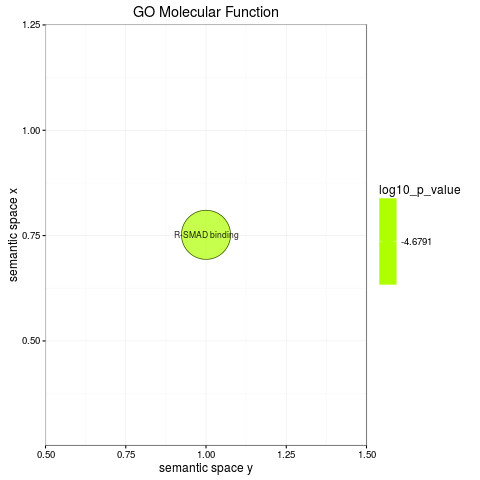 GO Molecular Function
1.25
1.00
0.75
0.50
semantic space x
R-SMAD binding
0.50 0.75 1.00 1.25 1.50
semantic space y
log10_p_value
-4.6791